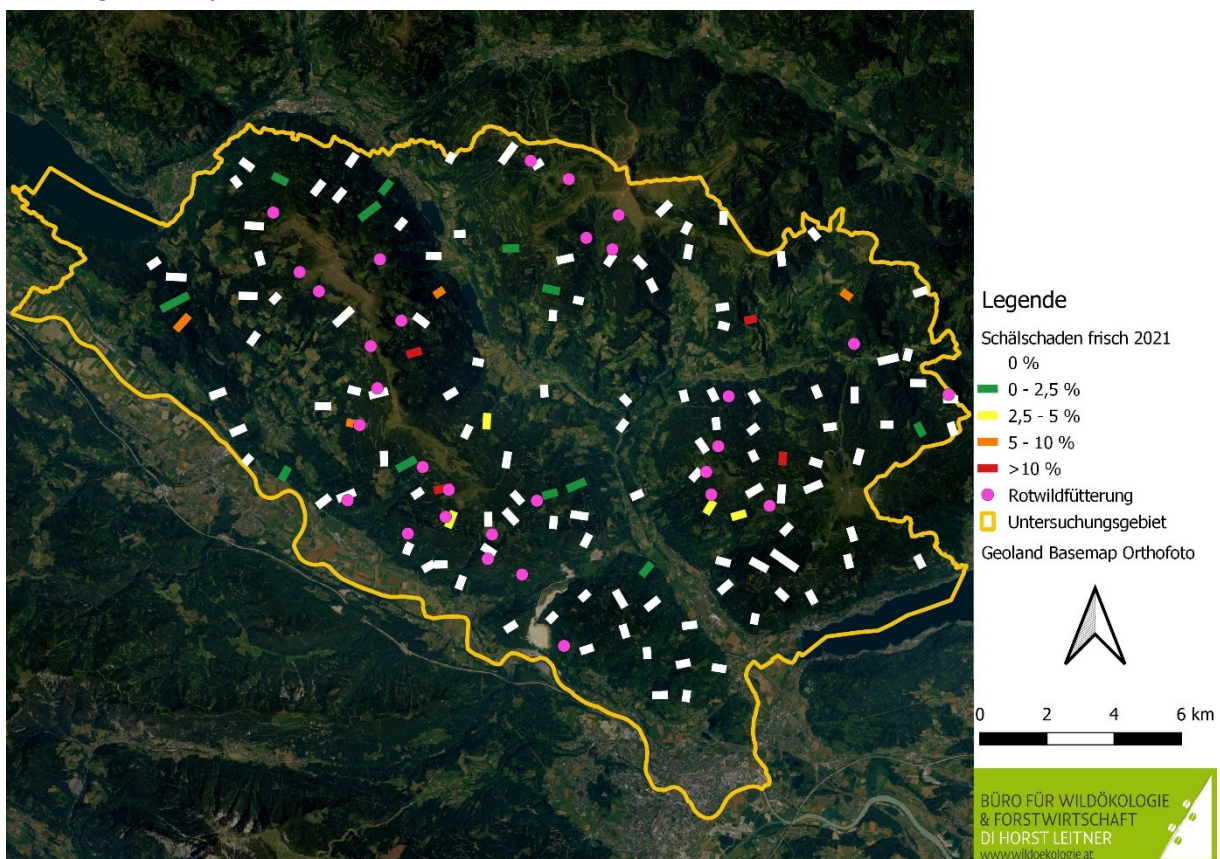 Legende
Schälschaden frisch 2021
0 %
0 - 2,5 %
2,5 - 5 %
5 - 10 %
>10 %
Rotwildfütterung
Untersuchungsgebiet
Geoland Basemap Orthofoto
0 2 4 6 km
BÜRO FÜR WILDÖKOLOGIE
& FORSTWIRTSCHAFT
DI HORST LEITNER
www.wildoekologie.at